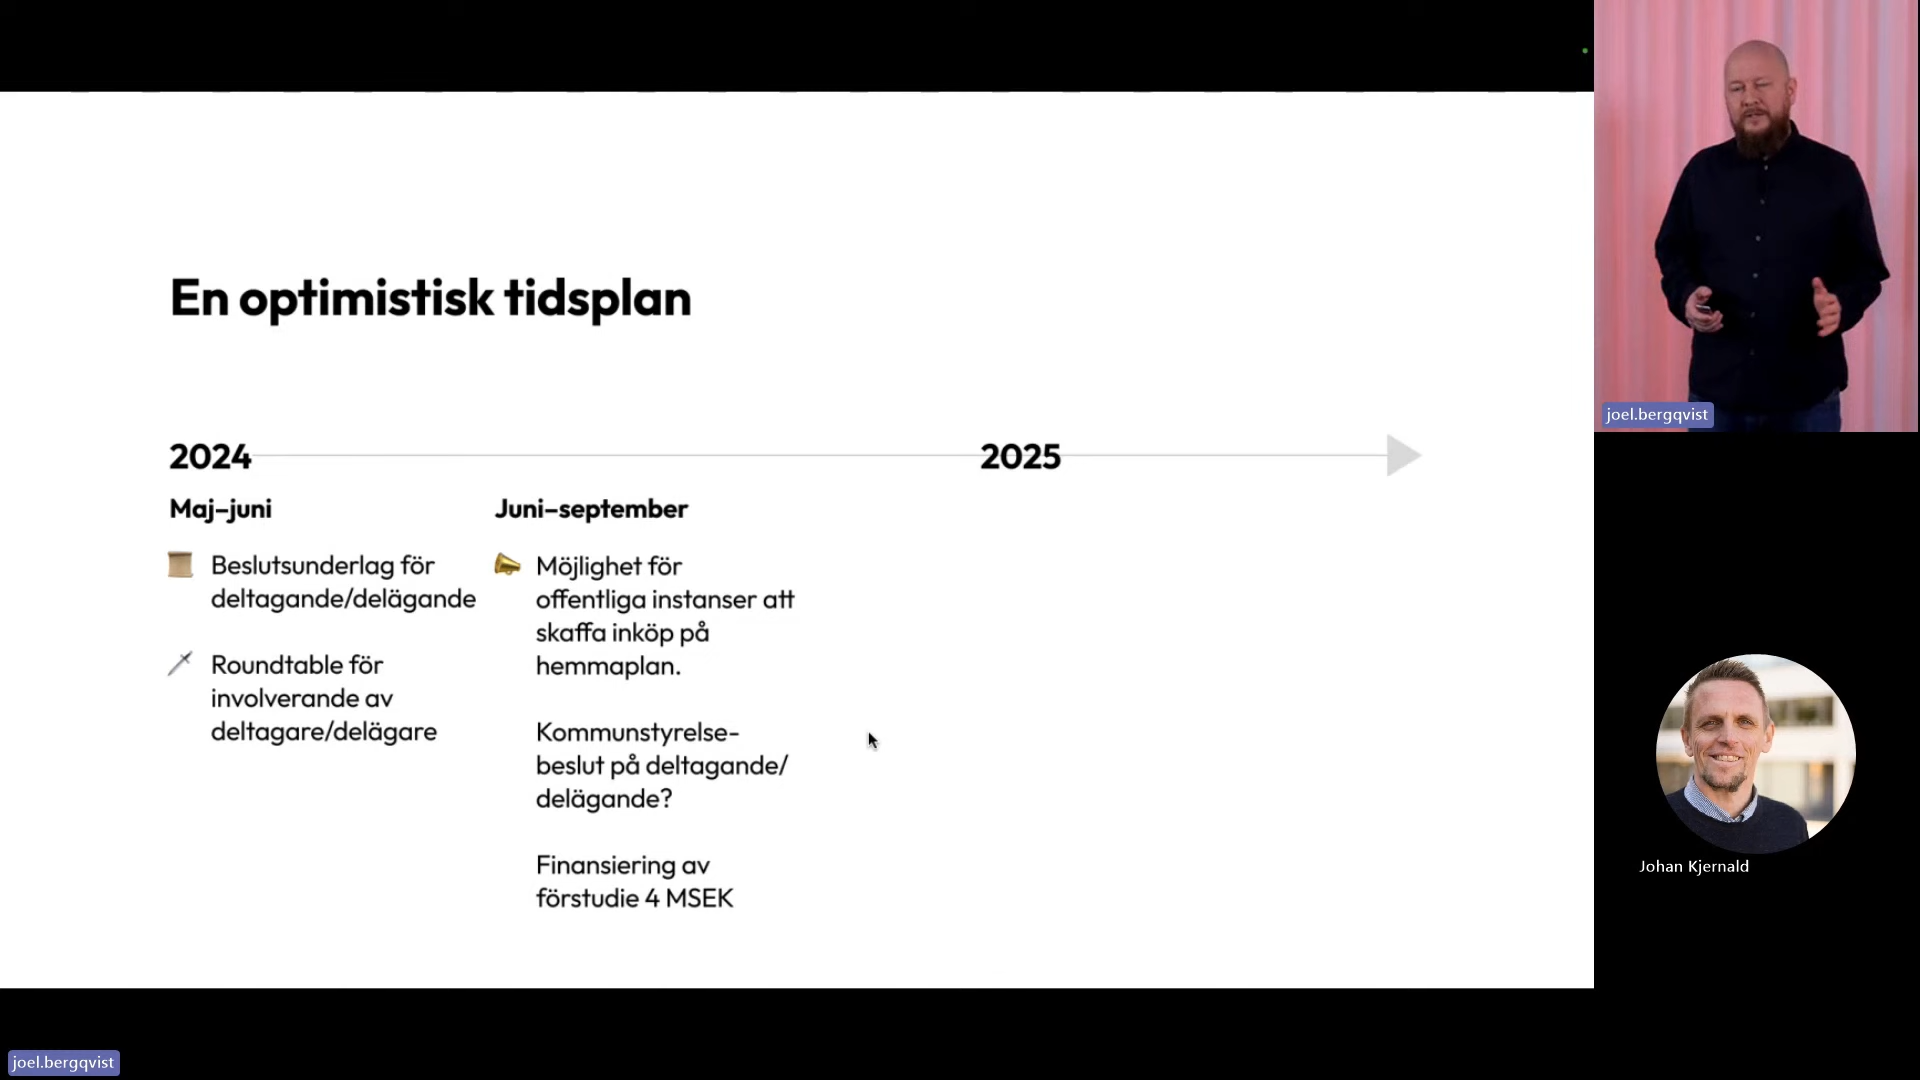 En optimistisk tidsplan
2024
2025
Maj–juni
Beslutsunderlag för
deltagande/delägande
Roundtable för
involverande av
deltagare/delägare
Juni–september
Möjlighet för
offentliga instanser att
skaffa inköp på
hemmaplan.
Kommunstyrelse-
beslut på deltagande/
delägande?
Finansiering av
förstudie 4 MSEK
joel.bergqvist
Johan Kjernald
joel.bergqvist